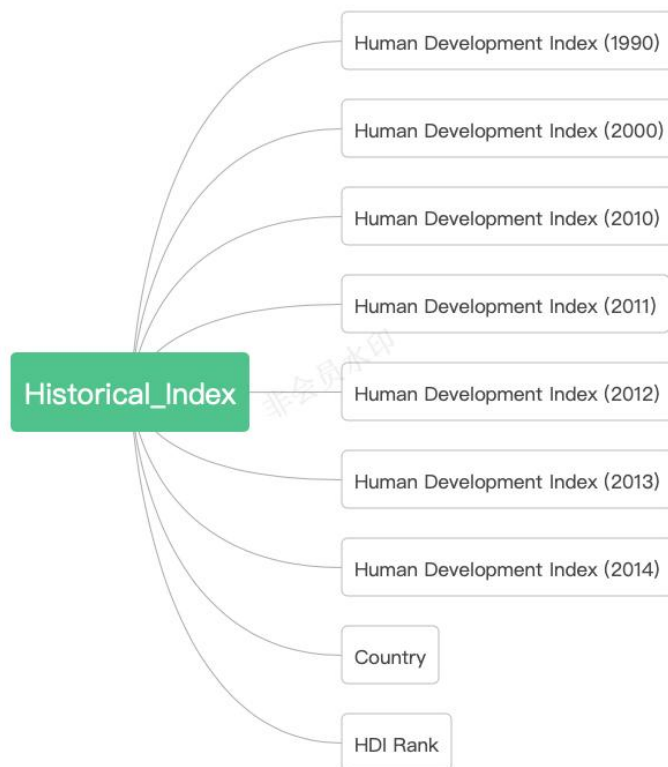 Human Development Index (1990)
Human Development Index (2000)
Human Development Index (2010)
Human Development Index (2011)
Historical_Index
Human Development Index (2012)
Human Development Index (2013)
Human Development Index (2014)
Country
HDI Rank
非会员水印